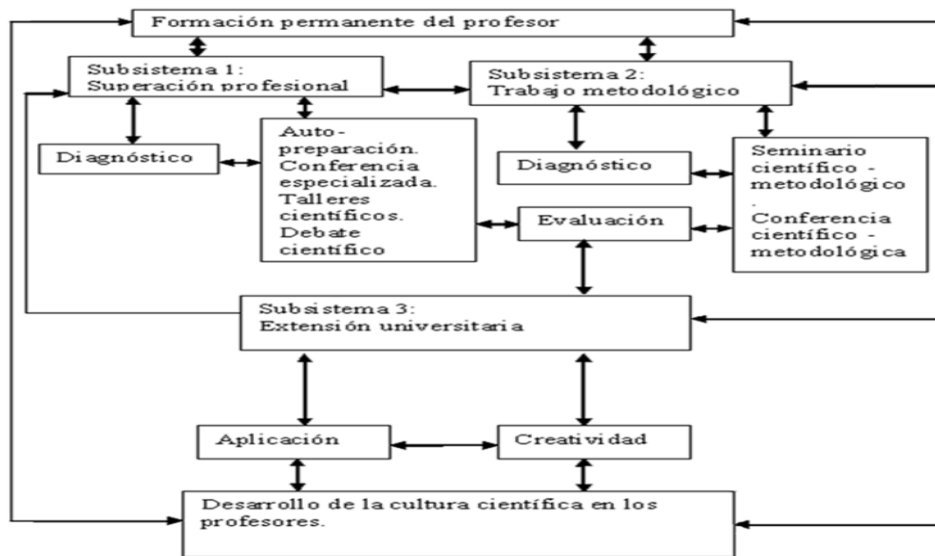 Formación permanente del profesor
Subsistema 1:
Superación profesional
Subsistema 2:
Trabajo metodológico
Diagnóstico
Auto-
preparación.
Conferencia
especializada.
Talleres
científicos.
Debate
científico
Diagnóstico
Seminario
científico -
metodológico
.
Conferencia
científico -
metodológica
Evaluación
Subsistema 3:
Extensión universitaria
Aplicación
Creatividad
Desarrollo de la cultura científica en los
profesores.